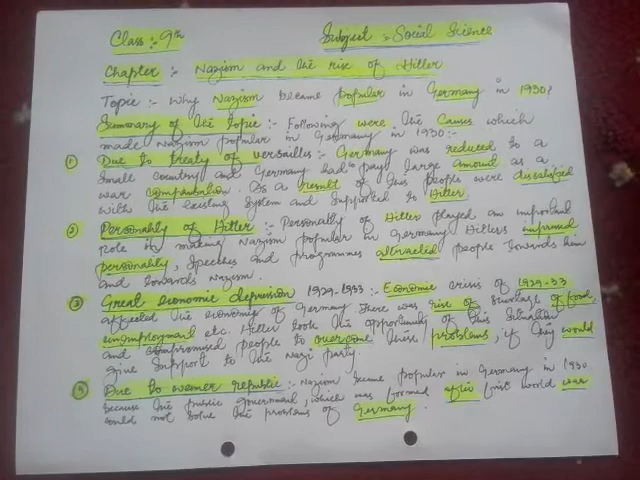 Class :- 9th Subject :- Social Science
Chapter :- Nazism and the rise of Hitler
Topic :- Why Nazism became popular in Germany in 1930?
Summary of the Topic :- Following were the Causes which
made Nazism popular in Germany in 1930 :-
① Due to treaty of versailles :- Germany was reduced to a
small country and Germany had pay large amount as a
war compansation. As a result of this people were dissatisfied
with the existing system and supported to Hitler.
② Personality of Hitler :- Personality of Hitler played an important
Role in making Nazism popular in Germany Hitler's
personality, speeches and programmes attracted people towards him
and towards Nazism.
③ Great economic depression 1929-1933 :- Economic crisis of 1929-33
affected the economy of Germany there was rise of shortage of food,
unemployment etc. Hitler took the opportunity of this situation
and people to these problems, if they would
give support to the Nazi party.
④ Due to wemer republic :- Nazism became popular in Germany in 1930
because the public government, which was formed after first world war
could not solve the problems of Germany.